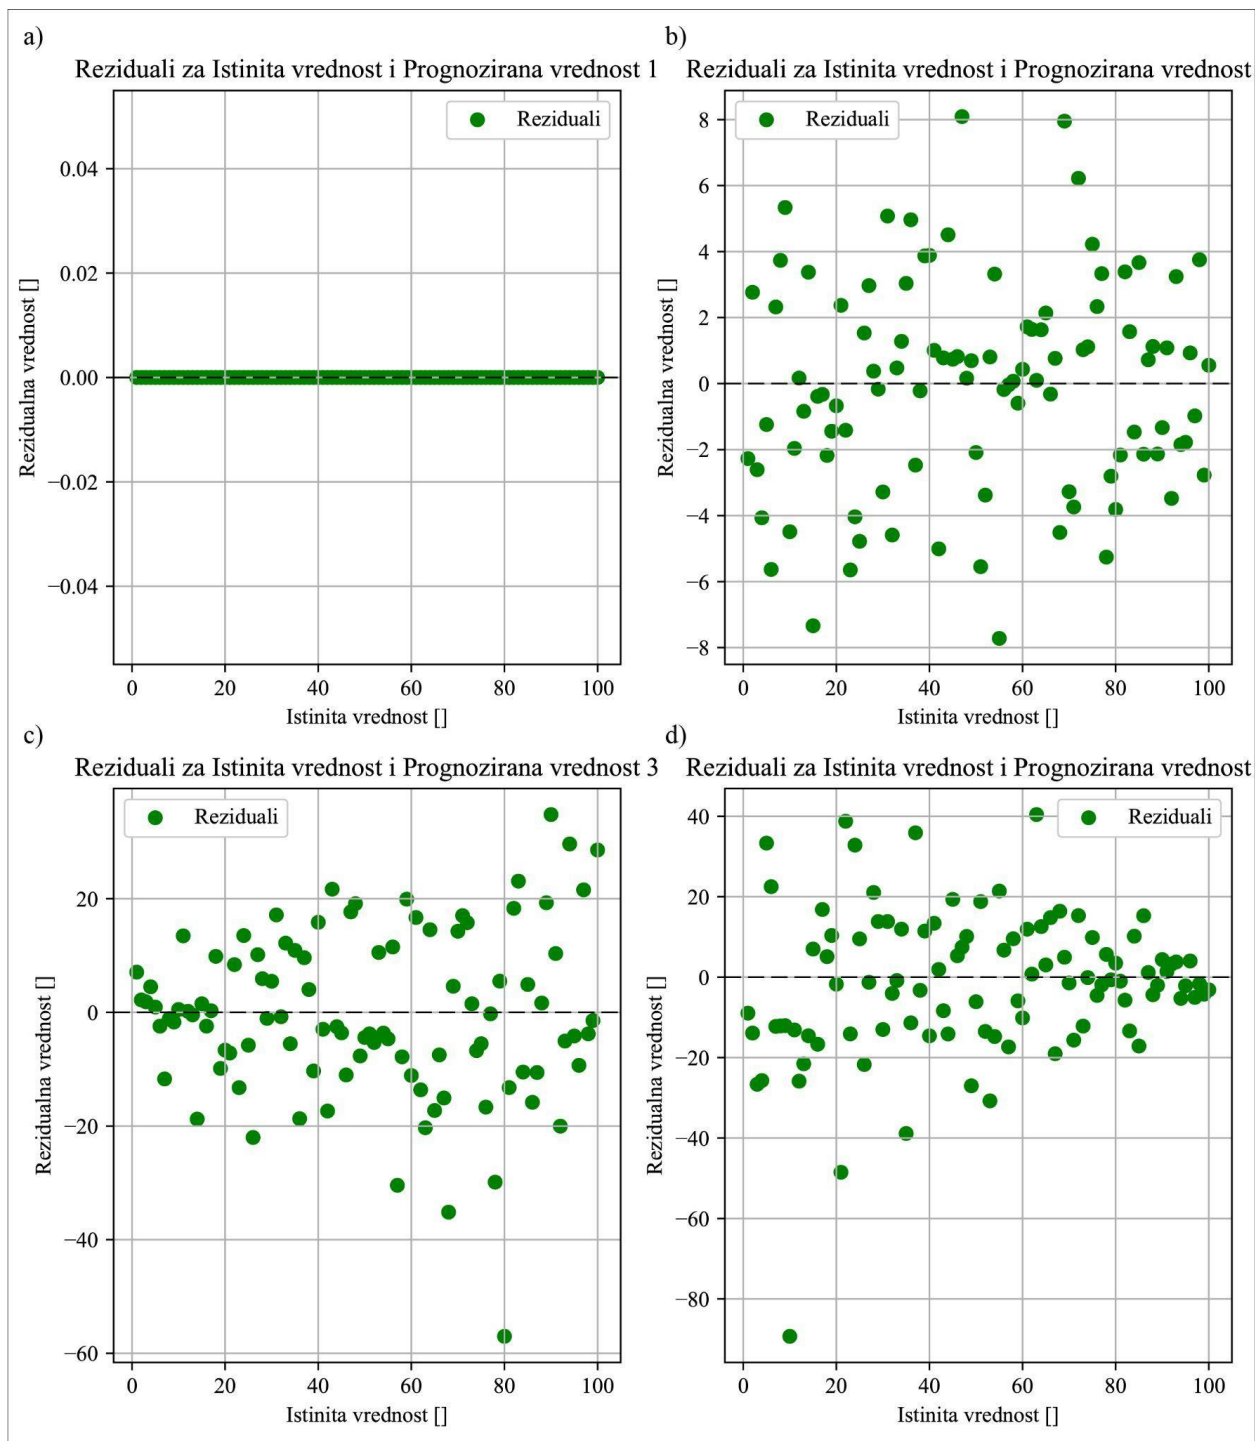 a)
Reziduali za Istinita vrednost i Prognozirana vrednost 1
Reziduali
0.04
0.02
0.00
−0.02
−0.04
Rezidualna vrednost []
0 20 40 60 80 100
Istinita vrednost []
b)
Reziduali za Istinita vrednost i Prognozirana vrednost
Reziduali
8
6
4
2
0
−2
−4
−6
−8
Rezidualna vrednost []
0 20 40 60 80 100
Istinita vrednost []
c)
Reziduali za Istinita vrednost i Prognozirana vrednost 3
Reziduali
20
0
−20
−40
−60
Rezidualna vrednost []
0 20 40 60 80 100
Istinita vrednost []
d)
Reziduali za Istinita vrednost i Prognozirana vrednost
Reziduali
40
20
0
−20
−40
−60
−80
Rezidualna vrednost []
0 20 40 60 80 100
Istinita vrednost []